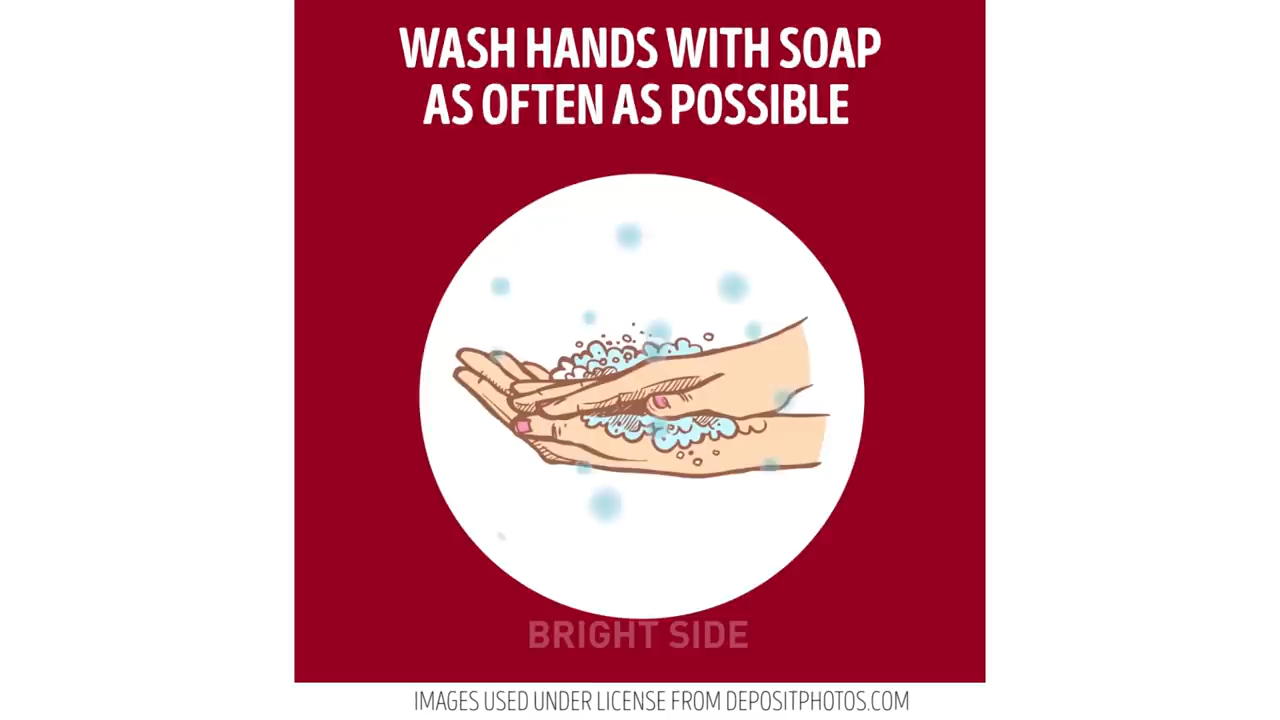 WASH HANDS WITH SOAP
AS OFTEN AS POSSIBLE
BRIGHT SIDE
IMAGES USED UNDER LICENSE FROM DEPOSITPHOTOS.COM